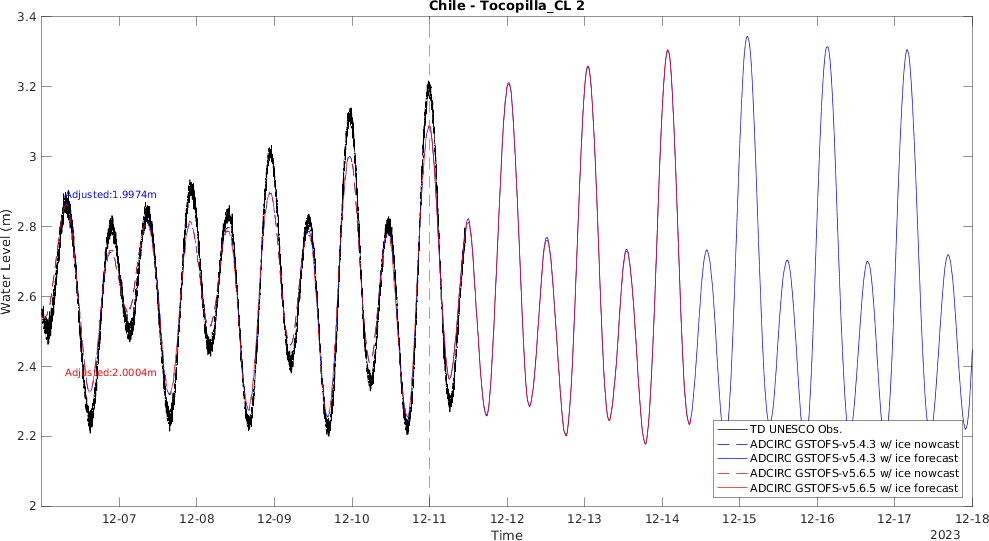 Chile - Tocopilla_CL 2
3.4
3.2
3
2.8
2.6
2.4
2.2
2
Water Level (m)
Adjusted:1.9974m
Adjusted:2.0004m
TD UNESCO Obs.
ADCIRC GSTOFS-v5.4.3 w/ ice nowcast
ADCIRC GSTOFS-v5.4.3 w/ ice forecast
ADCIRC GSTOFS-v5.6.5 w/ ice nowcast
ADCIRC GSTOFS-v5.6.5 w/ ice forecast
12-07 12-08 12-09 12-10 12-11 12-12 12-13 12-14 12-15 12-16 12-17 12-18
Time
2023